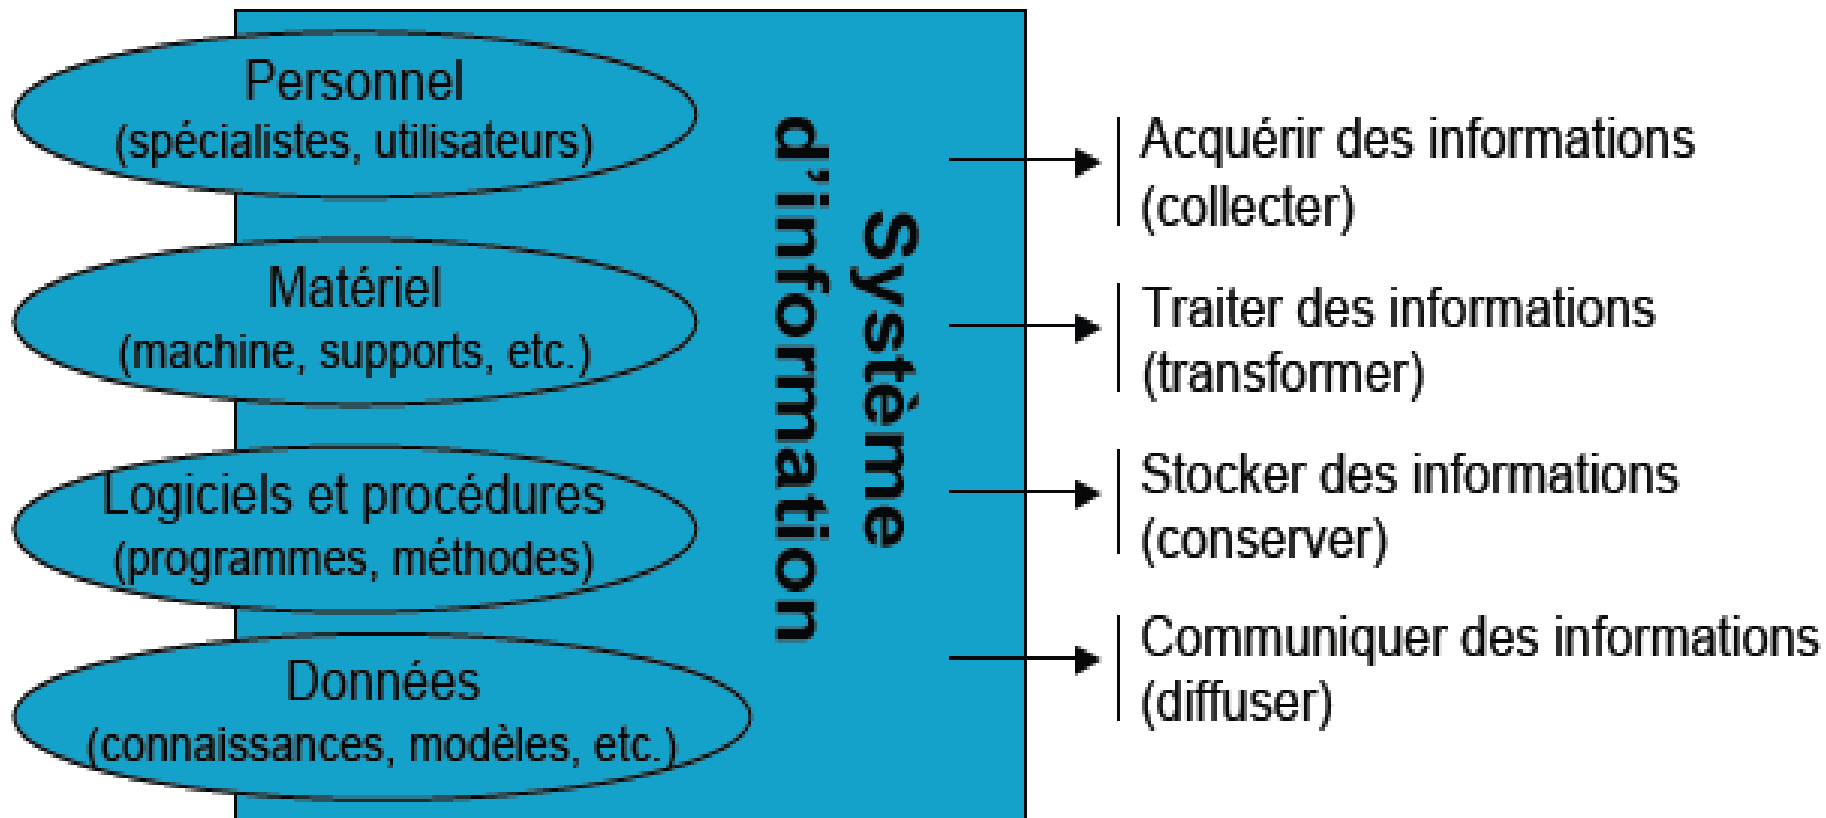 Personnel
(spécialistes, utilisateurs)
Matériel
(machine, supports, etc.)
Logiciels et procédures
(programmes, méthodes)
Données
(connaissances, modèles, etc.)
Système
d'information
Acquérir des informations
(collecter)
Traiter des informations
(transformer)
Stocker des informations
(conserver)
Communiquer des informations
(diffuser)